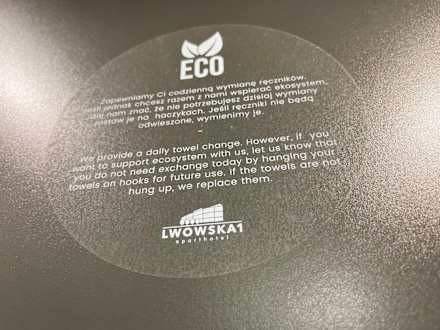 ECO
Zapewniamy Ci codzienną wymianę ręczników.
Jeśli jednak chcesz razem z nami wspierać ekosystem,
daj nam znać, że nie potrzebujesz dzisiaj wymiany
zostaw je na haczykach. Jeśli ręczniki nie będą
odwieszone, wymienimy je.
-
We provide a daily towel change. However, if you
want to support ecosystem with us, let us know that
you do not need exchange today by hanging your
towels on hooks for future use. If the towels are not
hung up, we replace them.
LWOWSKA1
aparthotel